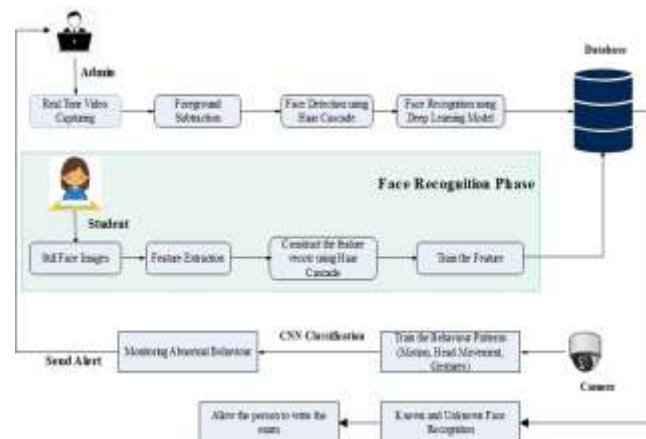 Database
Admin
Real Time Video
Capturing
Foreground
Subtraction
Face Detection using
Haar Cascade
Face Recognition using
Deep Learning Model
Face Recognition Phase
Student
Still Face Images
Feature Extraction
Construct the feature
vector using Haar
Cascade
Train the Feature
CNN Classification
Send Alert
Monitoring Abnormal Behaviour
Train the Behaviour Patterns
(Motion, Head Movement,
Gestures)
Camera
Allow the person to write the
exam
Known and Unknown Face
Recognition